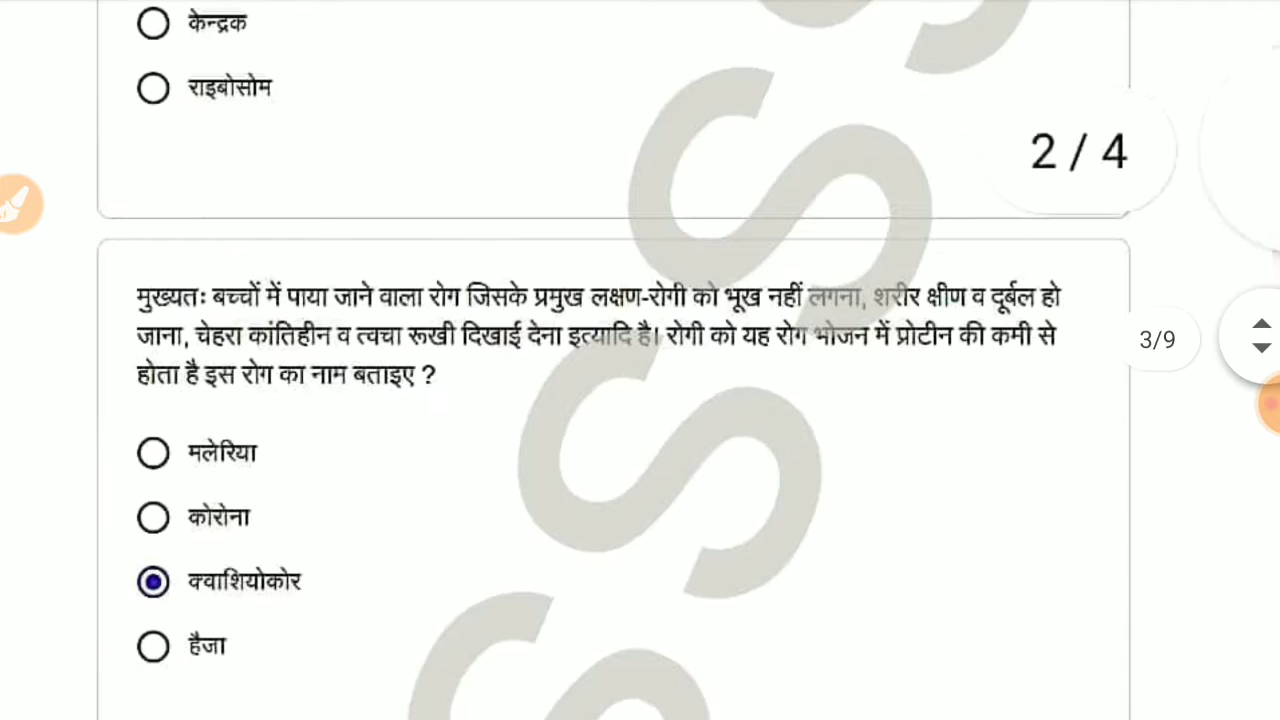 केन्द्रक
राइबोसोम
2 / 4
मुख्यतः बच्चों में पाया जाने वाला रोग जिसके प्रमुख लक्षण-रोगी को भूख नहीं लगना, शरीर क्षीण व दूर्बल हो
जाना, चेहरा कांतिहीन व त्वचा रूखी दिखाई देना इत्यादि है। रोगी को यह रोग भोजन में प्रोटीन की कमी से
होता है इस रोग का नाम बताइए ?
3/9
मलेरिया
कोरोना
क्वाशियोकोर
हैजा
S S S S